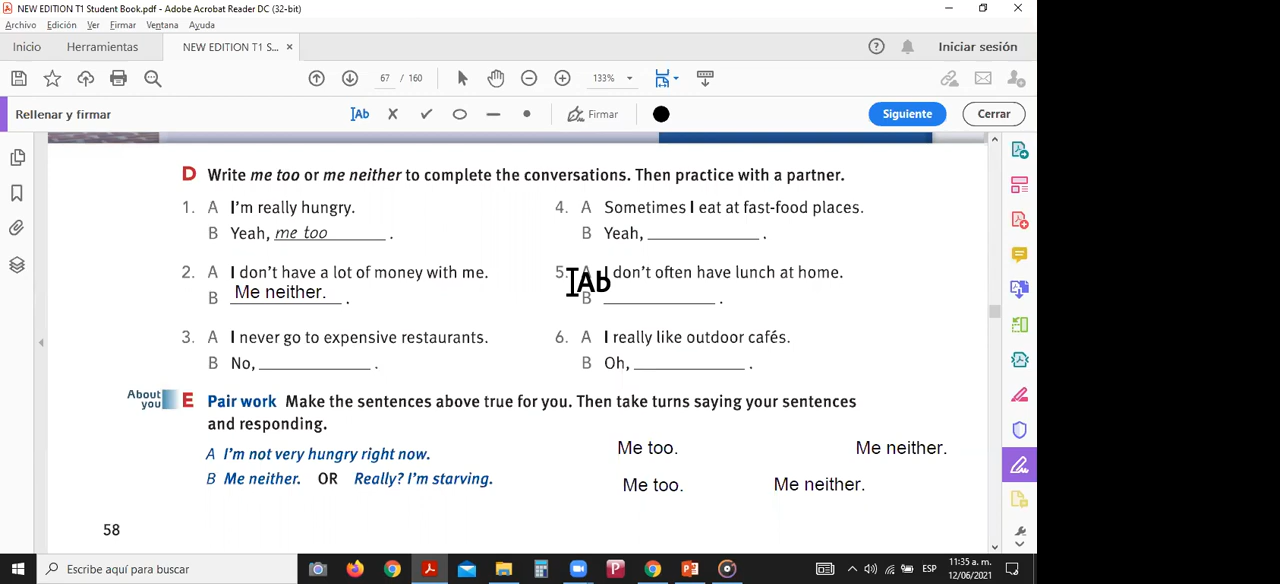 NEW EDITION T1 Student Book.pdf - Adobe Acrobat Reader DC (32-bit)
Archivo Edición Ver Firmar Ventana Ayuda
Inicio Herramientas NEW EDITION T1 S... × Iniciar sesión
67 / 160 133%
Rellenar y firmar Ab Firmar Siguiente Cerrar
D Write me too or me neither to complete the conversations. Then practice with a partner.
1. A I'm really hungry.
B Yeah, me too .
2. A I don't have a lot of money with me.
B Me neither. .
3. A I never go to expensive restaurants.
B No, ____________ .
4. A Sometimes I eat at fast-food places.
B Yeah, ____________ .
5. A I don't often have lunch at home.
Ab
B ____________ .
6. A I really like outdoor cafés.
B Oh, ____________ .
About you E Pair work Make the sentences above true for you. Then take turns saying your sentences
and responding.
A I'm not very hungry right now.
B Me neither. OR Really? I'm starving.
Me too. Me neither.
Me too. Me neither.
58
Escribe aquí para buscar
ESP
11:35 a. m.
12/06/2021